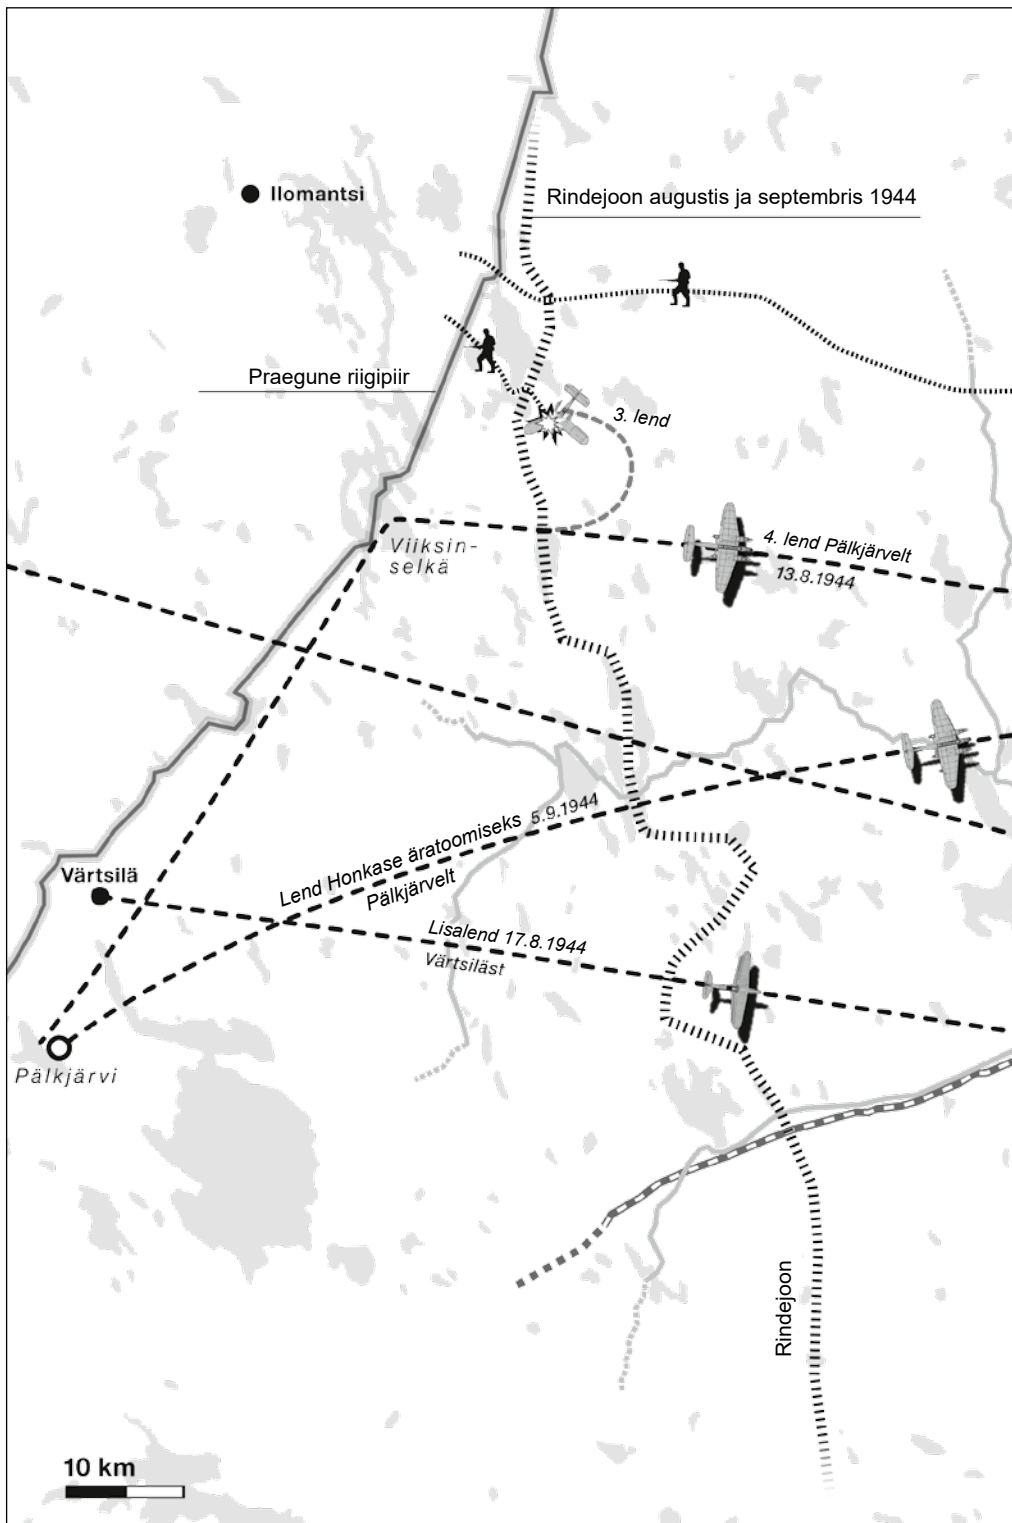 Ilomantsi
Rindejoon augustis ja septembris 1944
Praegune riigipiir
3. lend
Viiksin-
selkä
4. lend Pälkjärvelt
13.8.1944
Lend Honkase äratoomiseks 5.9.1944
Pälkjärvelt
Värtsilä
Lisalend 17.8.1944
Värtsiläst
Pälkjärvi
Rindejoon
10 km